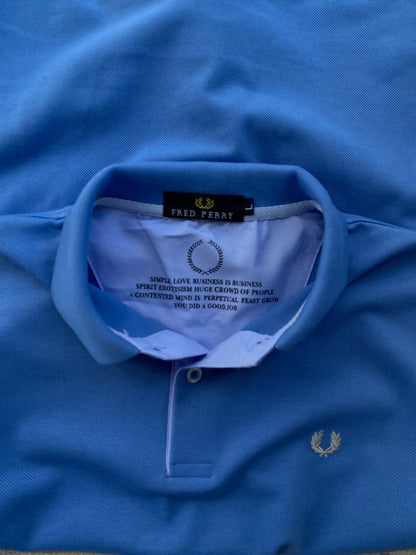 FRED PERRY
L
SIMPLE LOVE BUSINESS IS BUSINESS
SPIRIT EXOTISISM HUGE CROWD OF PEOPLE
A CONTENTED MIND IS PERPETUAL FEAST GROW
YOU DID A GOOD JOB